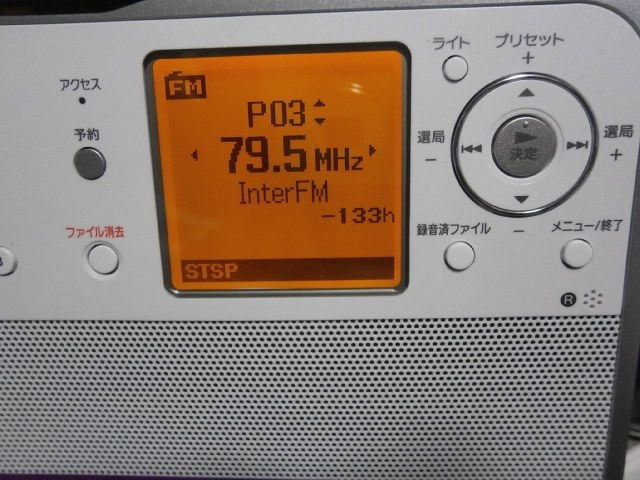 アクセス
予約
ファイル消去
FM
P03
79.5 MHz
InterFM
-133h
STSP
ライト
プリセット
+
選局
-
決定
選局
+
-
録音済ファイル
メニュー/終了
R